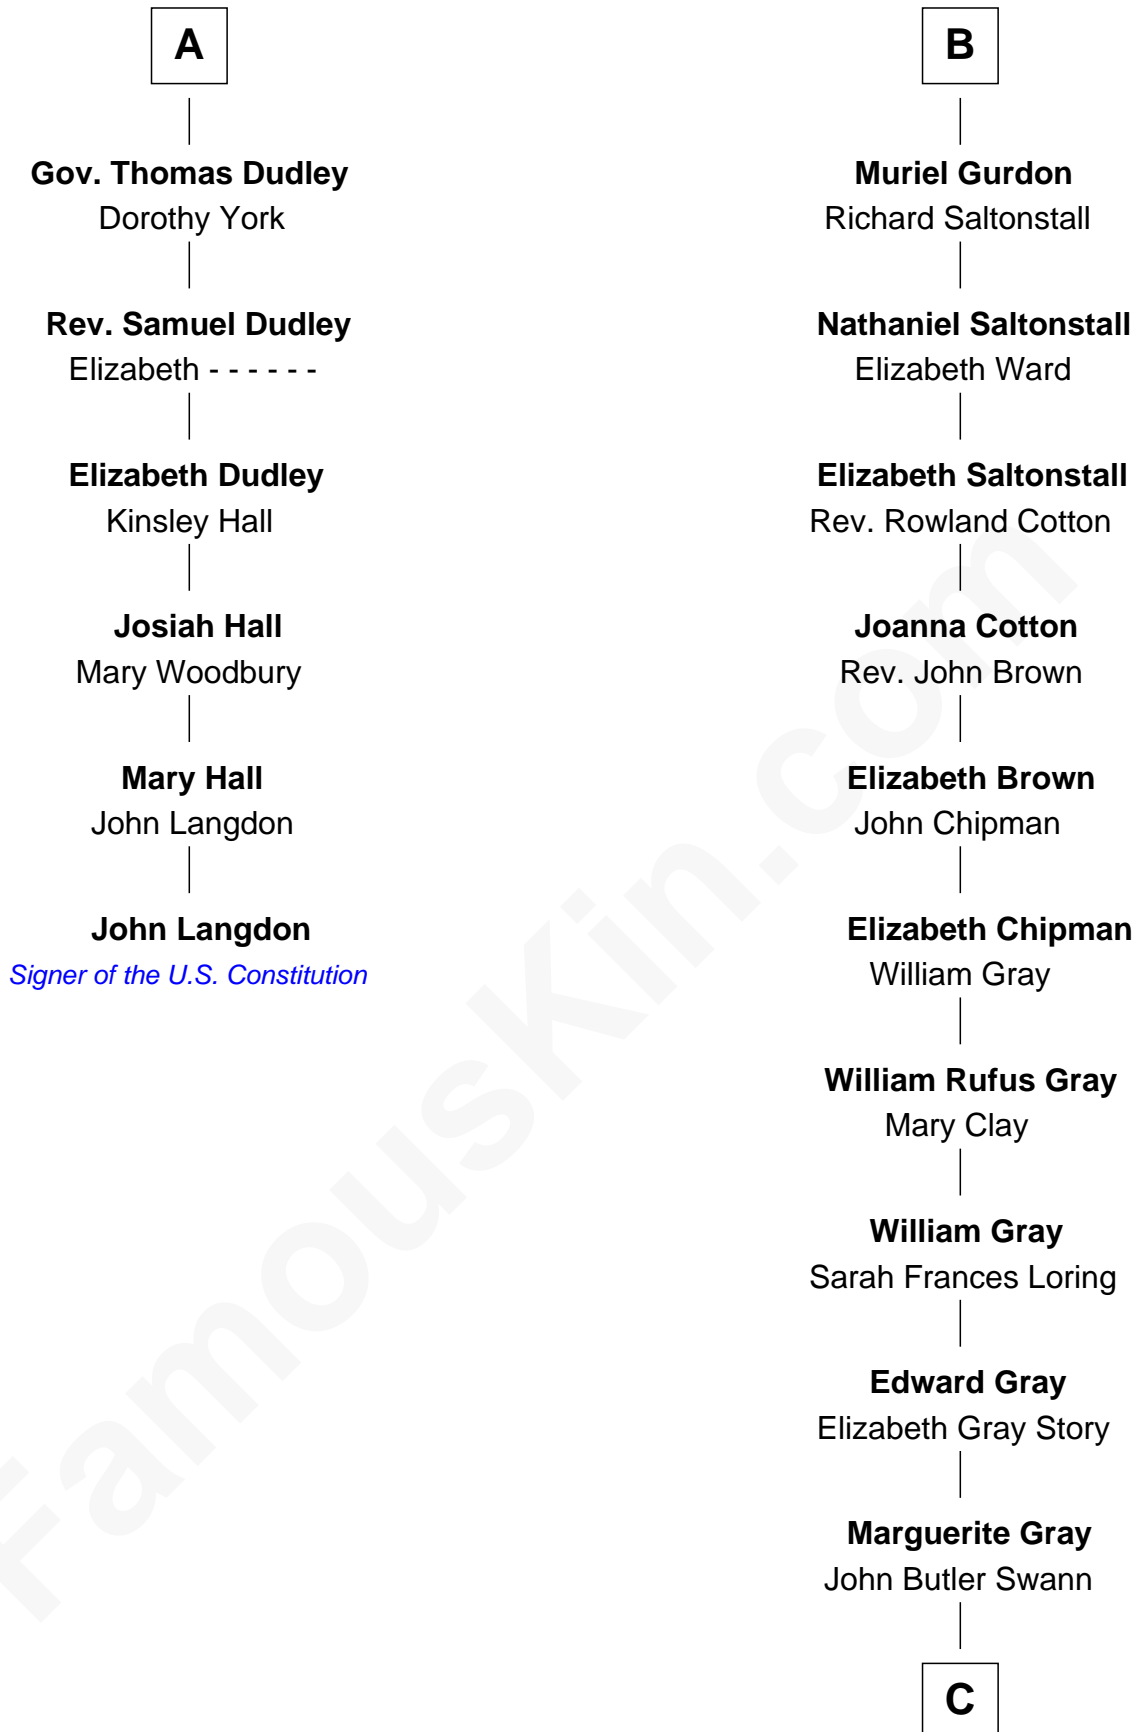 A
Gov. Thomas Dudley
Dorothy York
Rev. Samuel Dudley
Elizabeth - - - - - -
Elizabeth Dudley
Kinsley Hall
Josiah Hall
Mary Woodbury
Mary Hall
John Langdon
John Langdon
Signer of the U.S. Constitution
B
Muriel Gurdon
Richard Saltonstall
Nathaniel Saltonstall
Elizabeth Ward
Elizabeth Saltonstall
Rev. Rowland Cotton
Joanna Cotton
Rev. John Brown
Elizabeth Brown
John Chipman
Elizabeth Chipman
William Gray
William Rufus Gray
Mary Clay
William Gray
Sarah Frances Loring
Edward Gray
Elizabeth Gray Story
Marguerite Gray
John Butler Swann
C
FamousKin.com